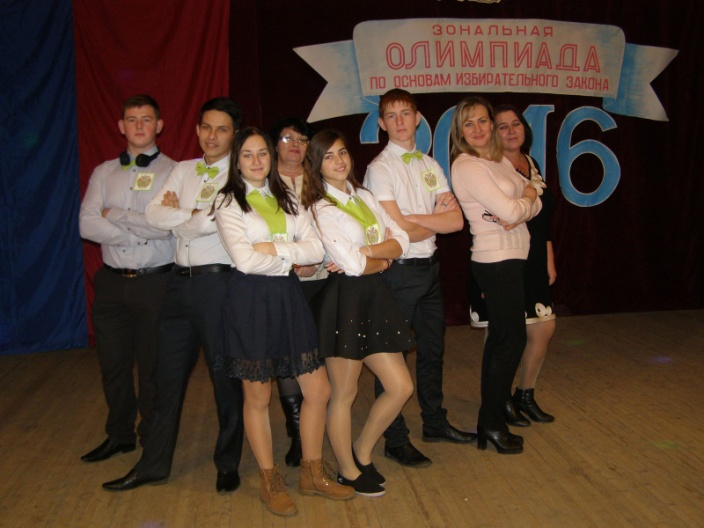 ЗОНАЛЬНАЯ
ОЛИМПИАДА
ПО ОСНОВАМ ИЗБИРАТЕЛЬНОГО ЗАКОНА
2016